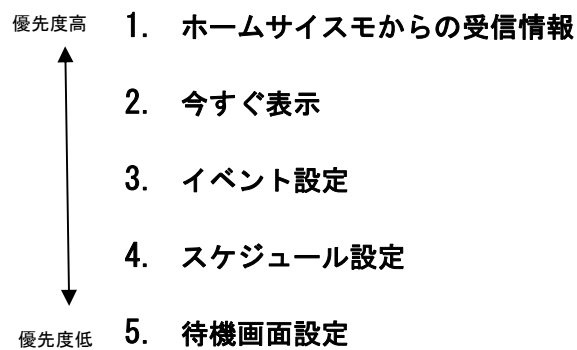 優先度高
1. ホームサイスモからの受信情報
2. 今すぐ表示
3. イベント設定
4. スケジュール設定
優先度低
5. 待機画面設定